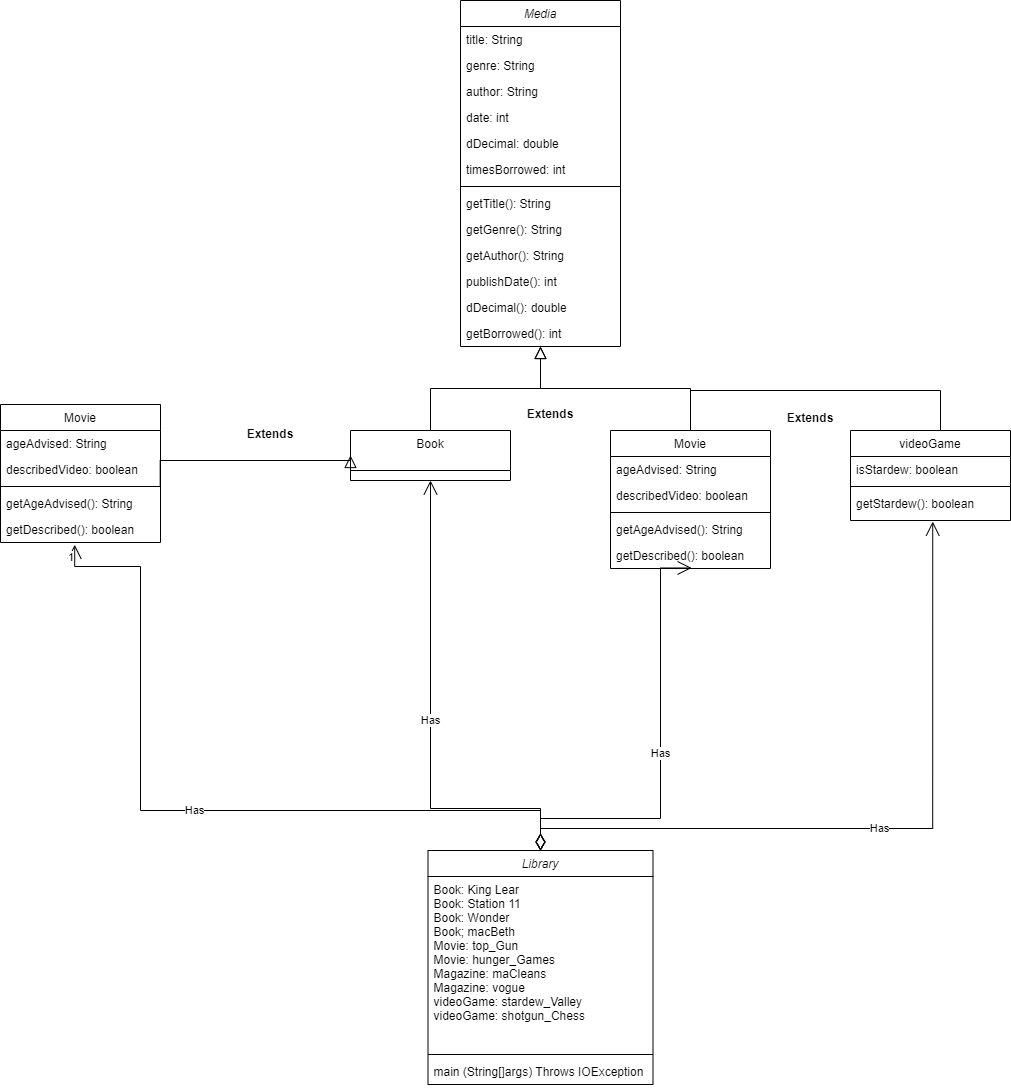 Media
title: String
genre: String
author: String
date: int
dDecimal: double
timesBorrowed: int
getTitle(): String
getGenre(): String
getAuthor(): String
publishDate(): int
dDecimal(): double
getBorrowed(): int
Movie
ageAdvised: String
describedVideo: boolean
getAgeAdvised(): String
getDescribed(): boolean
1
Extends
Book
Extends
Movie
ageAdvised: String
describedVideo: boolean
getAgeAdvised(): String
getDescribed(): boolean
Extends
videoGame
isStardew: boolean
getStardew(): boolean
Has
Has
Has
Has
Library
Book: King Lear
Book: Station 11
Book: Wonder
Book; macBeth
Movie: top_Gun
Movie: hunger_Games
Magazine: maCleans
Magazine: vogue
videoGame: stardew_Valley
videoGame: shotgun_Chess
main (String[]args) Throws IOException